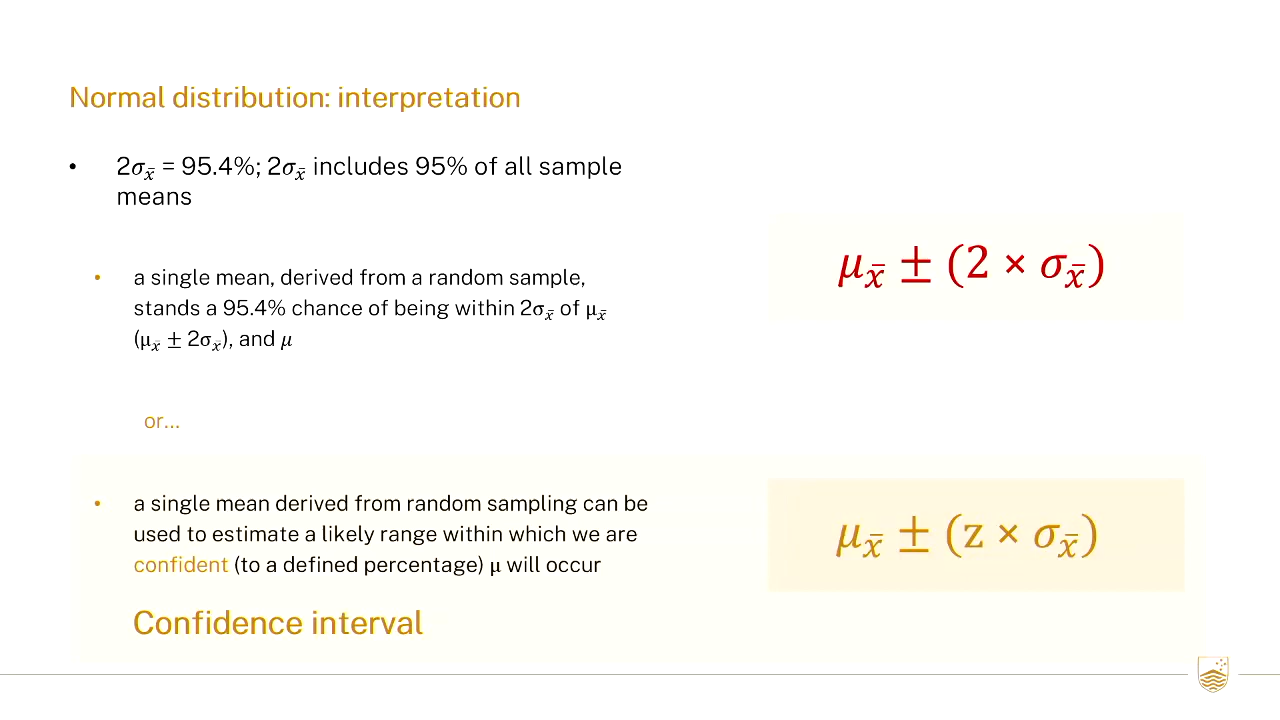 Normal distribution: interpretation
• 2𝜎x̄ = 95.4%; 2𝜎x̄ includes 95% of all sample
means
𝜇x̄ ± (2 × 𝜎x̄)
• a single mean, derived from a random sample,
stands a 95.4% chance of being within 2σx̄ of μx̄
(μx̄ ± 2σx̄), and 𝜇
or...
• a single mean derived from random sampling can be
used to estimate a likely range within which we are
confident (to a defined percentage) μ will occur
𝜇x̄ ± (z × 𝜎x̄)
Confidence interval